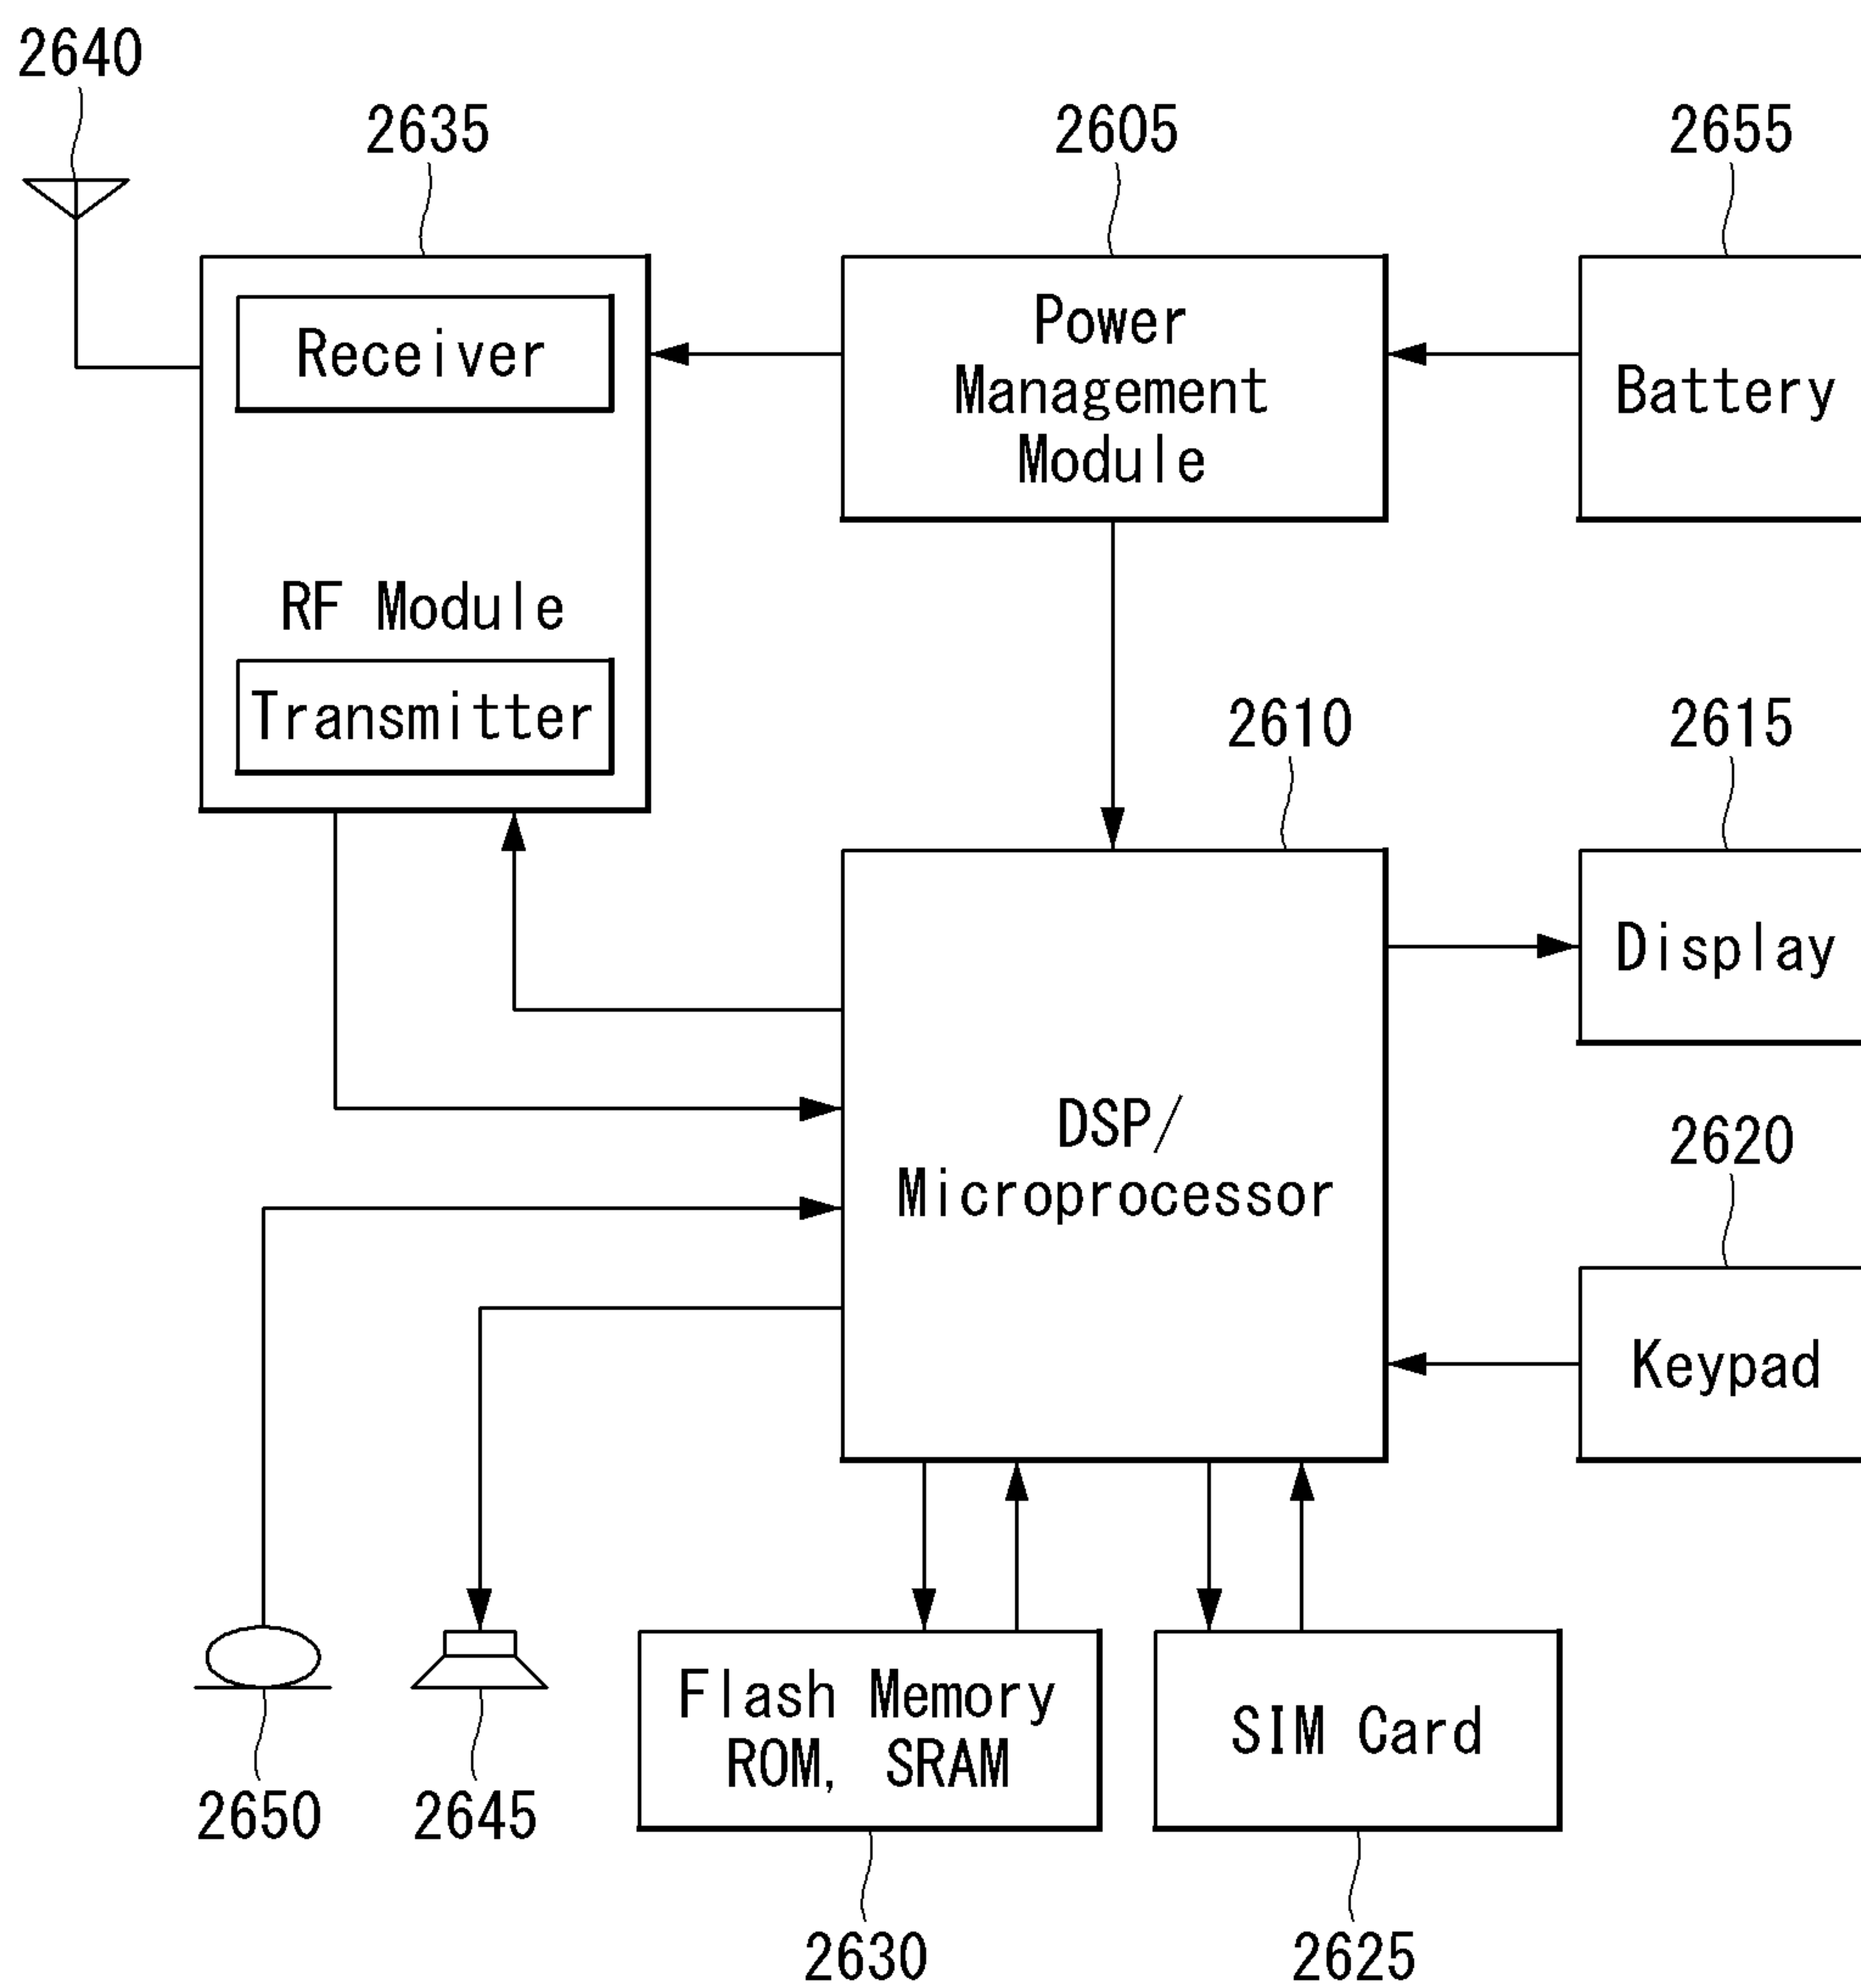 2640
2635
2605
2655
Receiver
RF Module
Transmitter
Power
Management
Module
Battery
2610
2615
DSP/
Microprocessor
Display
2620
Keypad
2650
2645
Flash Memory
ROM, SRAM
SIM Card
2630
2625